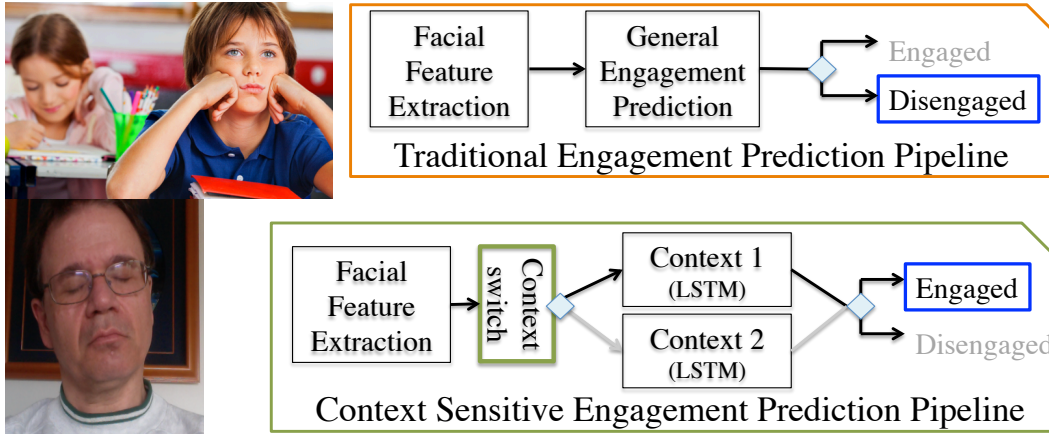 Facial
Feature
Extraction
General
Engagement
Prediction
Engaged
Disengaged
Traditional Engagement Prediction Pipeline
Facial
Feature
Extraction
Context
switch
Context 1
(LSTM)
Context 2
(LSTM)
Engaged
Disengaged
Context Sensitive Engagement Prediction Pipeline